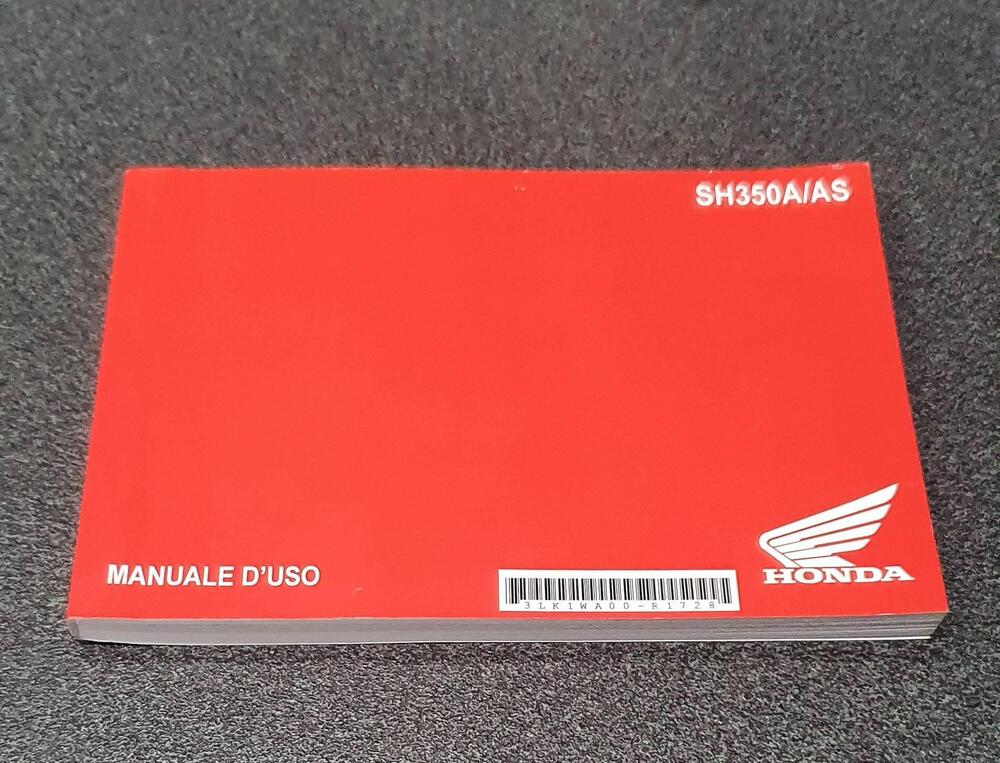 SH350A/AS
MANUALE D'USO
3LK1WA00-R1728
HONDA